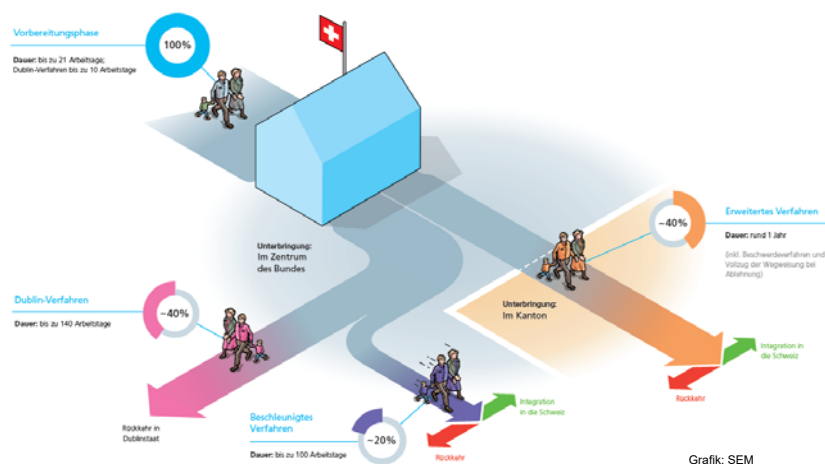 Vorbereitungsphase
100%
Dauer: bis zu 21 Arbeitsage;
Dublin-Verfahren bis zu 10 Arbeitstage
Unterbringung:
Im Zentrum
des Bundes
~40%
Erweitertes Verfahren
Dauer: rund 1 Jahr
(inkl. Beschwerdeverfahren und
Vollzug der Wegweisung bei
Ablehnung)
Dublin-Verfahren
Dauer: bis zu 140 Arbeitstage
~40%
Unterbringung:
Im Kanton
Integration in
die Schweiz
Rückkehr
Rückkehr in
Dublinstaat
Beschleunigtes
Verfahren
Dauer: bis zu 100 Arbeitstage
~20%
Integration
in die Schweiz
Rückkehr
Grafik: SEM